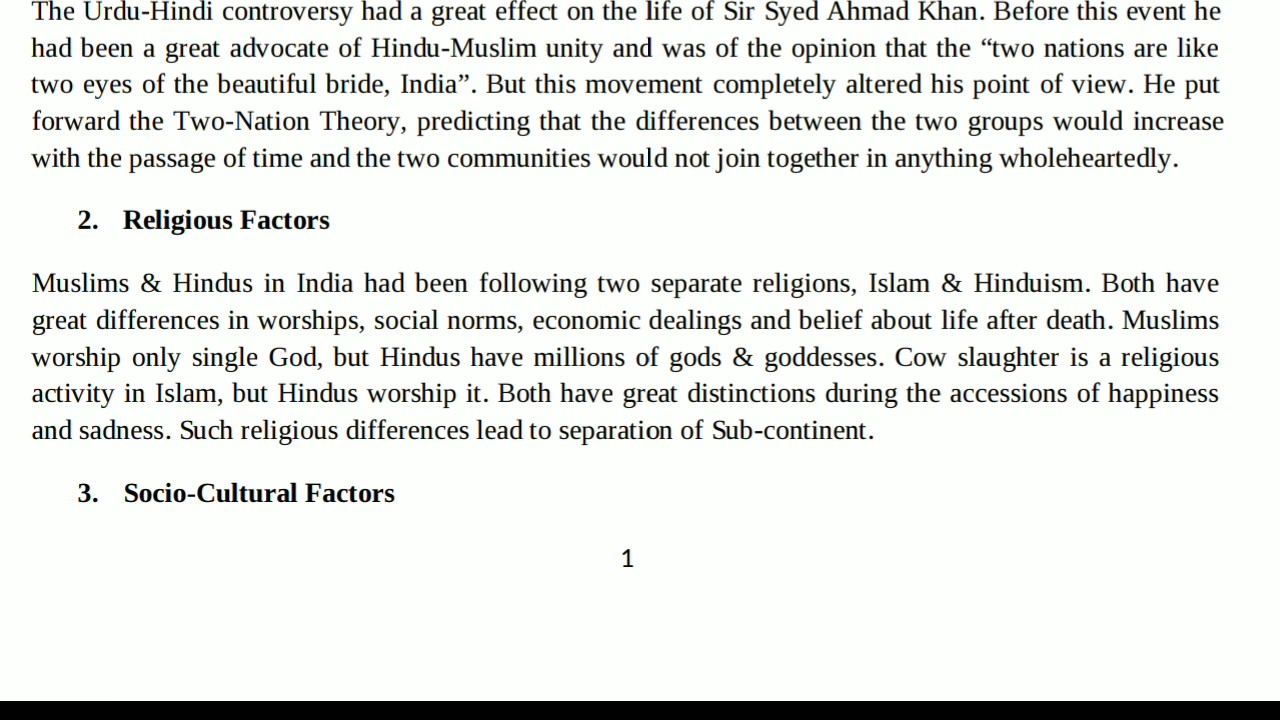 The Urdu-Hindi controversy had a great effect on the life of Sir Syed Ahmad Khan. Before this event he
had been a great advocate of Hindu-Muslim unity and was of the opinion that the “two nations are like
two eyes of the beautiful bride, India”. But this movement completely altered his point of view. He put
forward the Two-Nation Theory, predicting that the differences between the two groups would increase
with the passage of time and the two communities would not join together in anything wholeheartedly.
2. Religious Factors
Muslims & Hindus in India had been following two separate religions, Islam & Hinduism. Both have
great differences in worships, social norms, economic dealings and belief about life after death. Muslims
worship only single God, but Hindus have millions of gods & goddesses. Cow slaughter is a religious
activity in Islam, but Hindus worship it. Both have great distinctions during the accessions of happiness
and sadness. Such religious differences lead to separation of Sub-continent.
3. Socio-Cultural Factors
1